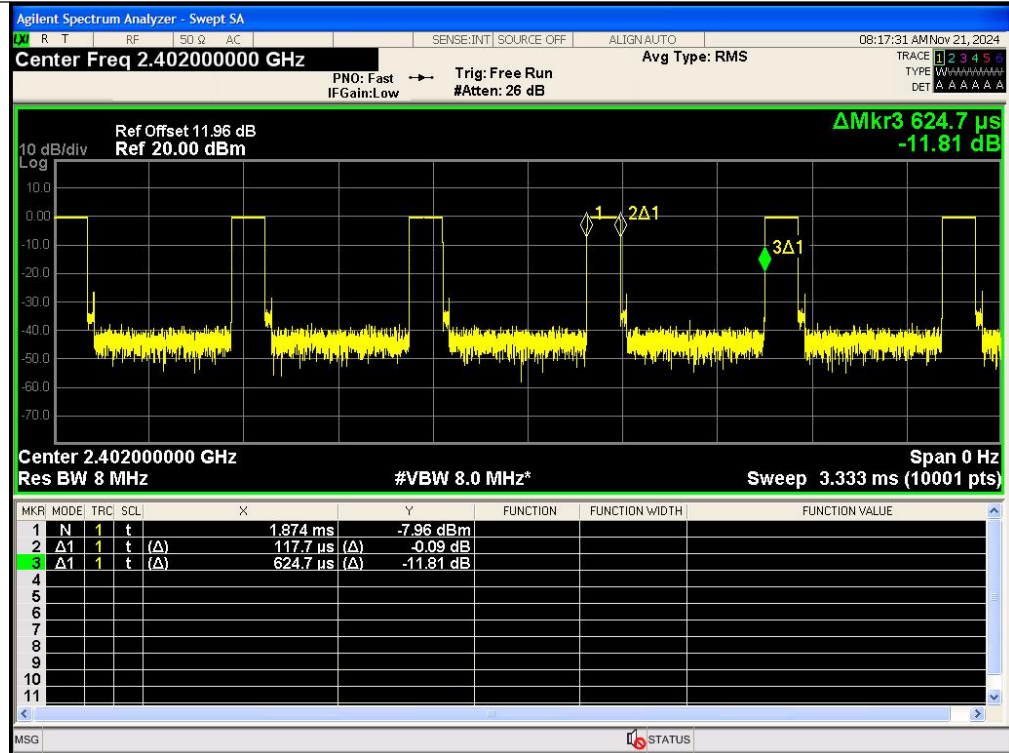 Agilent Spectrum Analyzer - Swept SA
LXI R T RF 50 Ω AC SENSE:INT SOURCE OFF ALIGN AUTO 08:17:31 AM Nov 21, 2024
Center Freq 2.402000000 GHz Avg Type: RMS TRACE 1 2 3 4 5 6
PNO: Fast Trig: Free Run TYPE WWWWWW
IFGain:Low #Atten: 26 dB DET A A A A A A
ΔMkr3 624.7 µs
Ref Offset 11.96 dB
10 dB/div Ref 20.00 dBm -11.81 dB
Log
10.0
0.00
1 2Δ1
-10.0
3Δ1
-20.0
-30.0
-40.0
-50.0
-60.0
-70.0
Center 2.402000000 GHz Span 0 Hz
Res BW 8 MHz #VBW 8.0 MHz* Sweep 3.333 ms (10001 pts)
MKR MODE TRC SCL X Y FUNCTION FUNCTION WIDTH FUNCTION VALUE
1 N 1 t 1.874 ms -7.96 dBm
2 Δ1 1 t (Δ) 117.7 µs (Δ) -0.09 dB
3 Δ1 1 t (Δ) 624.7 µs (Δ) -11.81 dB
4
5
6
7
8
9
10
11
MSG STATUS